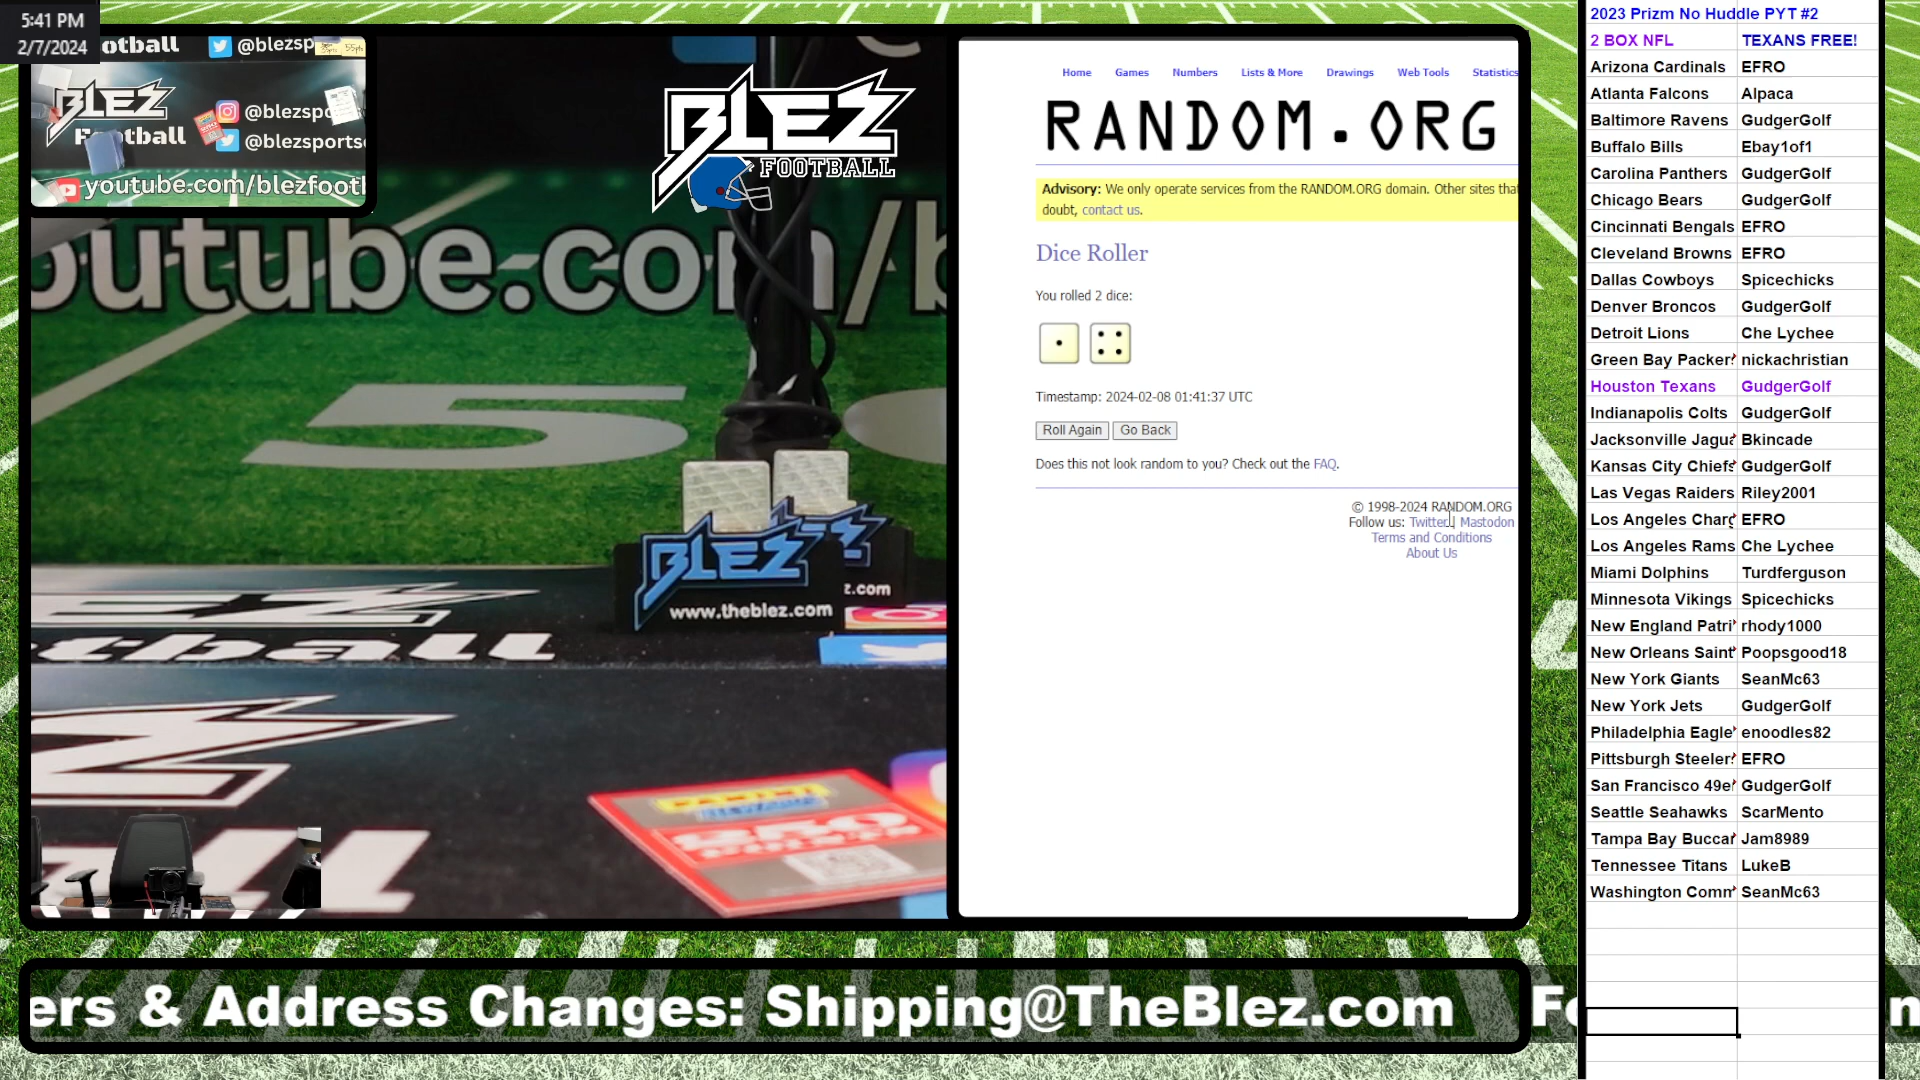 5:41 PM
2/7/2024
otball @blezsp
BLEZ
Football
@blezspo
@blezsports
youtube.com/blezfootl
BLEZ
FOOTBALL
outube.com/b
50
BLEZ
www.theblez.com
z.com
EZ
tball
PANINI
Home Games Numbers Lists & More Drawings Web Tools Statistics
RANDOM.ORG
Advisory: We only operate services from the RANDOM.ORG domain. Other sites that
doubt, contact us.
Dice Roller
You rolled 2 dice:
Timestamp: 2024-02-08 01:41:37 UTC
Roll Again Go Back
Does this not look random to you? Check out the FAQ.
© 1998-2024 RANDOM.ORG
Follow us: Twitter | Mastodon
Terms and Conditions
About Us
ers & Address Changes: Shipping@TheBlez.com Fo
2023 Prizm No Huddle PYT #2
2 BOX NFL TEXANS FREE!
Arizona Cardinals EFRO
Atlanta Falcons Alpaca
Baltimore Ravens GudgerGolf
Buffalo Bills Ebay1of1
Carolina Panthers GudgerGolf
Chicago Bears GudgerGolf
Cincinnati Bengals EFRO
Cleveland Browns EFRO
Dallas Cowboys Spicechicks
Denver Broncos GudgerGolf
Detroit Lions Che Lychee
Green Bay Packer nickachristian
Houston Texans GudgerGolf
Indianapolis Colts GudgerGolf
Jacksonville Jagua Bkincade
Kansas City Chiefs GudgerGolf
Las Vegas Raiders Riley2001
Los Angeles Charg EFRO
Los Angeles Rams Che Lychee
Miami Dolphins Turdferguson
Minnesota Vikings Spicechicks
New England Patri rhody1000
New Orleans Saint Poopsgood18
New York Giants SeanMc63
New York Jets GudgerGolf
Philadelphia Eagle enoodles82
Pittsburgh Steeler EFRO
San Francisco 49e GudgerGolf
Seattle Seahawks ScarMento
Tampa Bay Buccan Jam8989
Tennessee Titans LukeB
Washington Comm SeanMc63